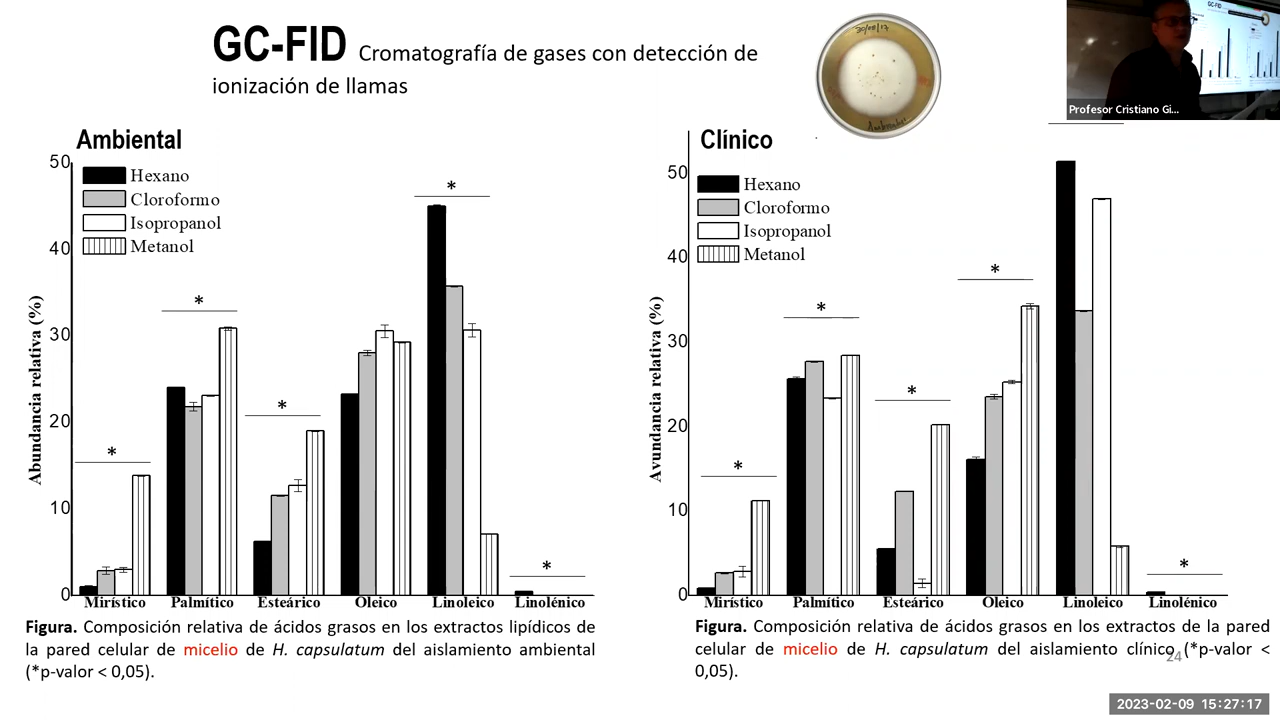 GC-FID Cromatografía de gases con detección de
ionización de llamas
30/08/17
Profesor Cristiano Gi...
Ambiental
Hexano
Cloroformo
Isopropanol
Metanol
Abundancia relativa (%)
50
40
30
20
10
0
*
*
*
*
*
Mirístico Palmítico Esteárico Oleico Linoleico Linolénico
Figura. Composición relativa de ácidos grasos en los extractos lipídicos de
la pared celular de micelio de H. capsulatum del aislamiento ambiental
(*p-valor < 0,05).
Clínico
Hexano
Cloroformo
Isopropanol
Metanol
Avundancia relativa (%)
50
40
30
20
10
0
*
*
*
*
*
Mirístico Palmítico Esteárico Oleico Linoleico Linolénico
Figura. Composición relativa de ácidos grasos en los extractos de la pared
celular de micelio de H. capsulatum del aislamiento clínico (*p-valor <
0,05).
24
2023-02-09 15:27:17